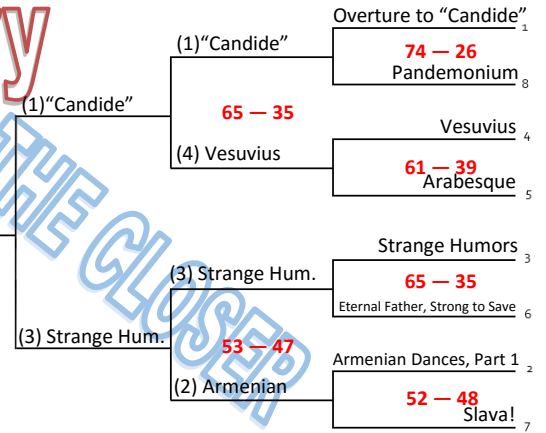 Overture to “Candide”
1
(1)“Candide”
74 — 26
Pandemonium
8
(1)“Candide”
65 — 35
Vesuvius
4
(4) Vesuvius
61 — 39
Arabesque
5
THE CLOSER
Strange Humors
3
(3) Strange Hum.
65 — 35
Eternal Father, Strong to Save
6
(3) Strange Hum.
53 — 47
Armenian Dances, Part 1
2
(2) Armenian
52 — 48
Slava!
7